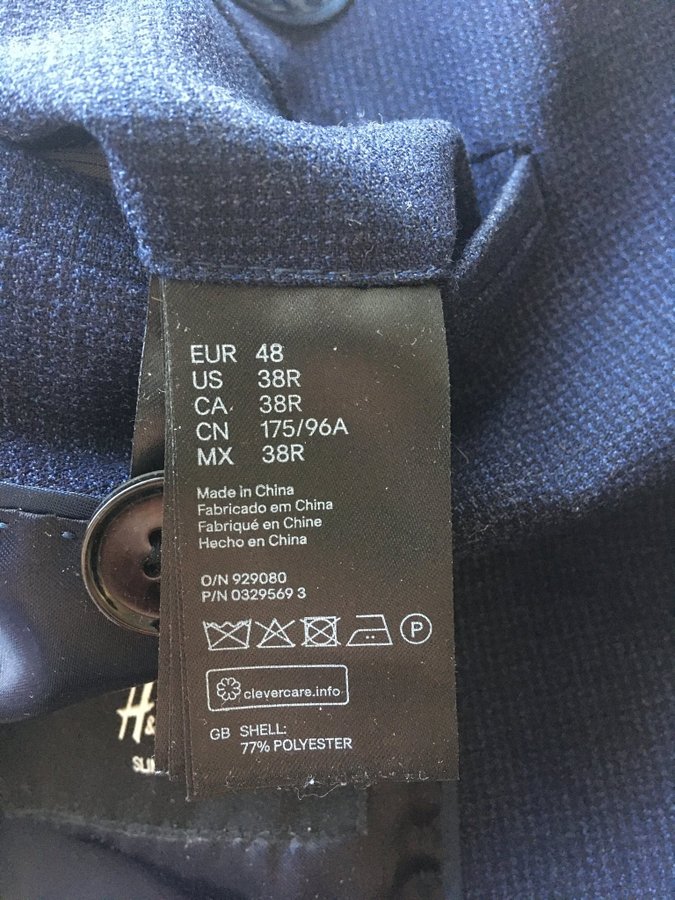 EUR 48
US 38R
CA 38R
CN 175/96A
MX 38R
Made in China
Fabricado em China
Fabriqué en Chine
Hecho en China
O/N 929080
P/N 0329569 3
P
clevercare.info
GB SHELL:
77% POLYESTER
H&